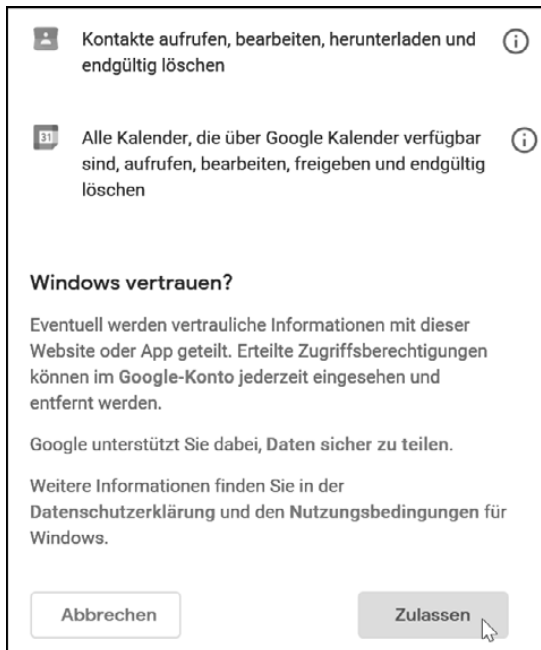 Kontakte aufrufen, bearbeiten, herunterladen und
endgültig löschen
31
Alle Kalender, die über Google Kalender verfügbar
sind, aufrufen, bearbeiten, freigeben und endgültig
löschen
Windows vertrauen?
Eventuell werden vertrauliche Informationen mit dieser
Website oder App geteilt. Erteilte Zugriffsberechtigungen
können im Google-Konto jederzeit eingesehen und
entfernt werden.
Google unterstützt Sie dabei, Daten sicher zu teilen.
Weitere Informationen finden Sie in der
Datenschutzerklärung und den Nutzungsbedingungen für
Windows.
Abbrechen
Zulassen